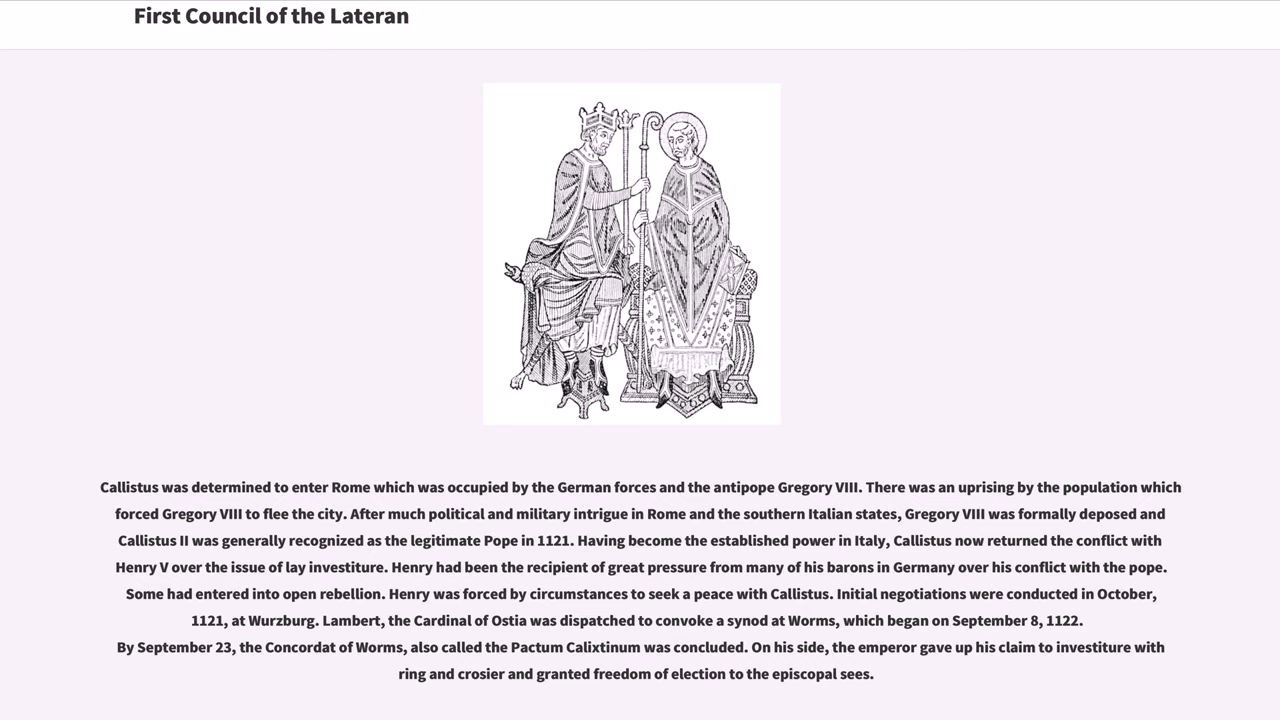 First Council of the Lateran
Callistus was determined to enter Rome which was occupied by the German forces and the antipope Gregory VIII. There was an uprising by the population which
forced Gregory VIII to flee the city. After much political and military intrigue in Rome and the southern Italian states, Gregory VIII was formally deposed and
Callistus II was generally recognized as the legitimate Pope in 1121. Having become the established power in Italy, Callistus now returned the conflict with
Henry V over the issue of lay investiture. Henry had been the recipient of great pressure from many of his barons in Germany over his conflict with the pope.
Some had entered into open rebellion. Henry was forced by circumstances to seek a peace with Callistus. Initial negotiations were conducted in October,
1121, at Wurzburg. Lambert, the Cardinal of Ostia was dispatched to convoke a synod at Worms, which began on September 8, 1122.
By September 23, the Concordat of Worms, also called the Pactum Calixtinum was concluded. On his side, the emperor gave up his claim to investiture with
ring and crosier and granted freedom of election to the episcopal sees.